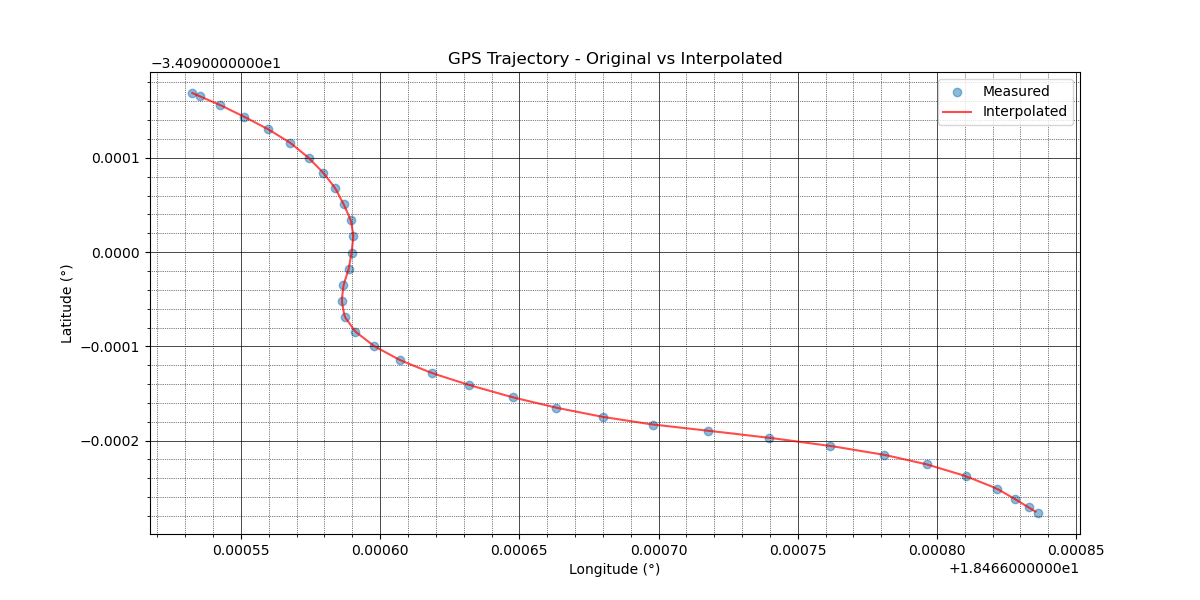 GPS Trajectory - Original vs Interpolated
−3.4090000000e1
Measured
Interpolated
0.0001
0.0000
−0.0001
−0.0002
Latitude (°)
0.00055
0.00060
0.00065
0.00070
0.00075
0.00080
0.00085
Longitude (°)
+1.8466000000e1